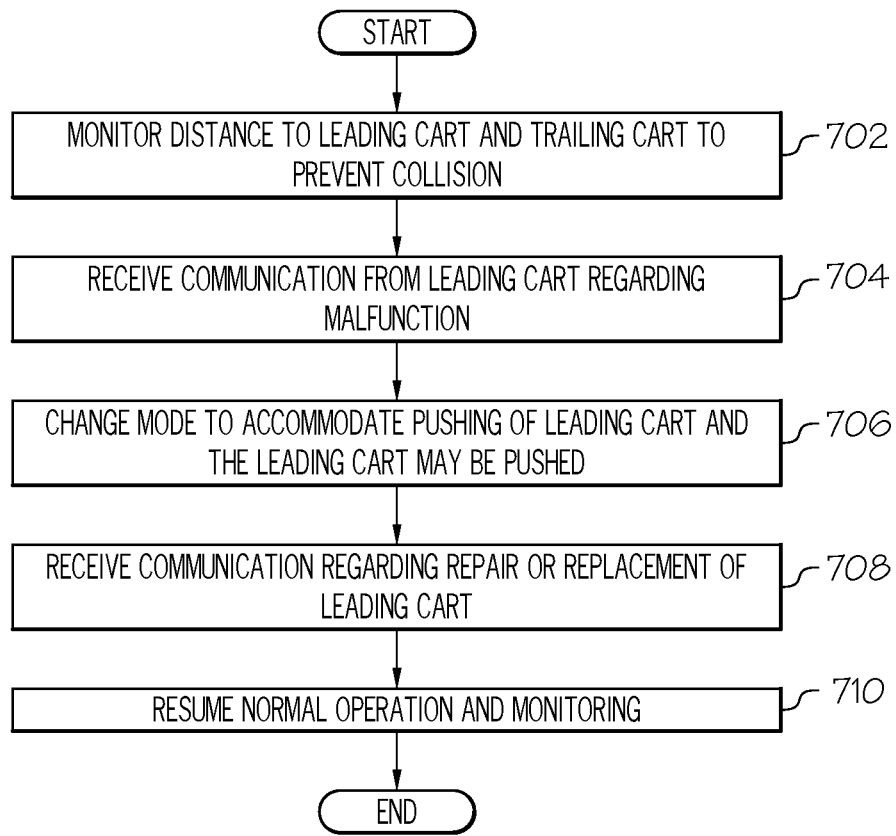 START
MONITOR DISTANCE TO LEADING CART AND TRAILING CART TO
PREVENT COLLISION
702
RECEIVE COMMUNICATION FROM LEADING CART REGARDING
MALFUNCTION
704
CHANGE MODE TO ACCOMMODATE PUSHING OF LEADING CART AND
THE LEADING CART MAY BE PUSHED
706
RECEIVE COMMUNICATION REGARDING REPAIR OR REPLACEMENT OF
LEADING CART
708
RESUME NORMAL OPERATION AND MONITORING
710
END